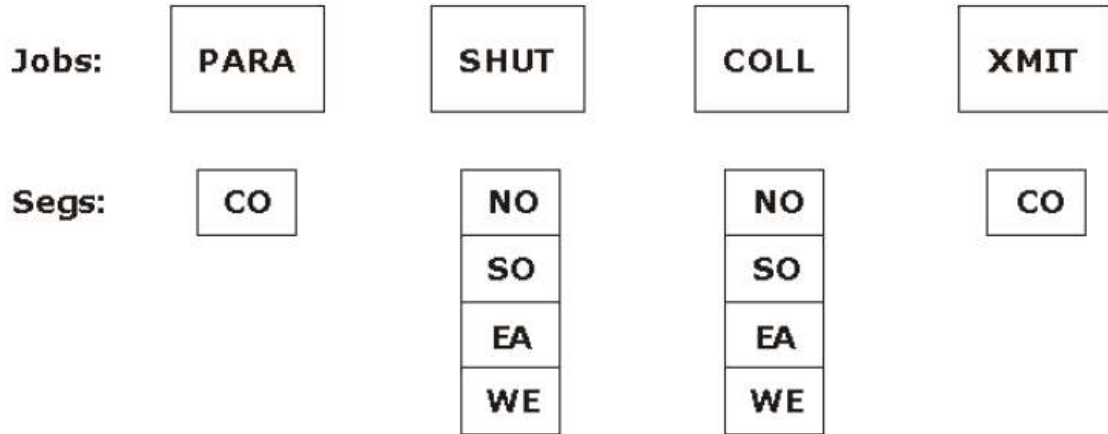 Jobs: PARA SHUT COLL XMIT
Segs: CO NO NO CO
SO SO
EA EA
WE WE